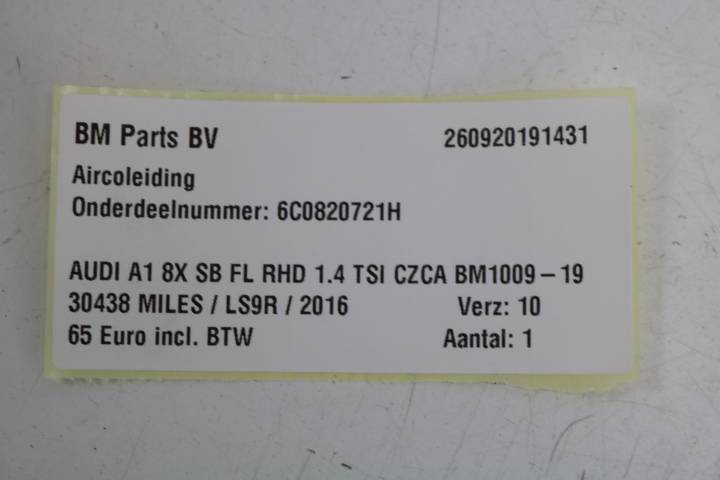 BM Parts BV 260920191431
Aircoleiding
Onderdeelnummer: 6C0820721H
AUDI A1 8X SB FL RHD 1.4 TSI CZCA BM1009 – 19
30438 MILES / LS9R / 2016 Verz: 10
65 Euro incl. BTW Aantal: 1